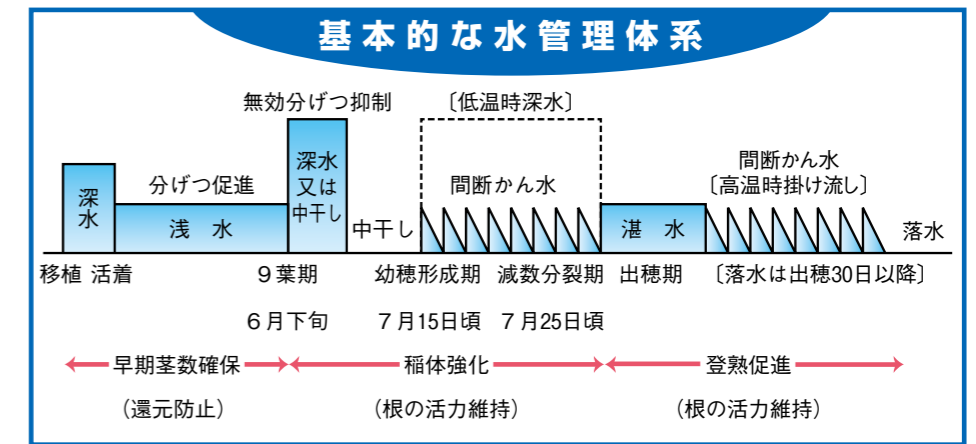 基本的な水管理体系
無効分げつ抑制
〔低温時深水〕
深水
分げつ促進
浅水
深水
又は
中干し
中干し
間断かん水
湛水
間断かん水
〔高温時掛け流し〕
落水
移植 活着
９葉期
幼穂形成期
減数分裂期
出穂期
〔落水は出穂30日以降〕
６月下旬
７月15日頃
７月25日頃
早期茎数確保
稲体強化
登熟促進
（還元防止）
（根の活力維持）
（根の活力維持）